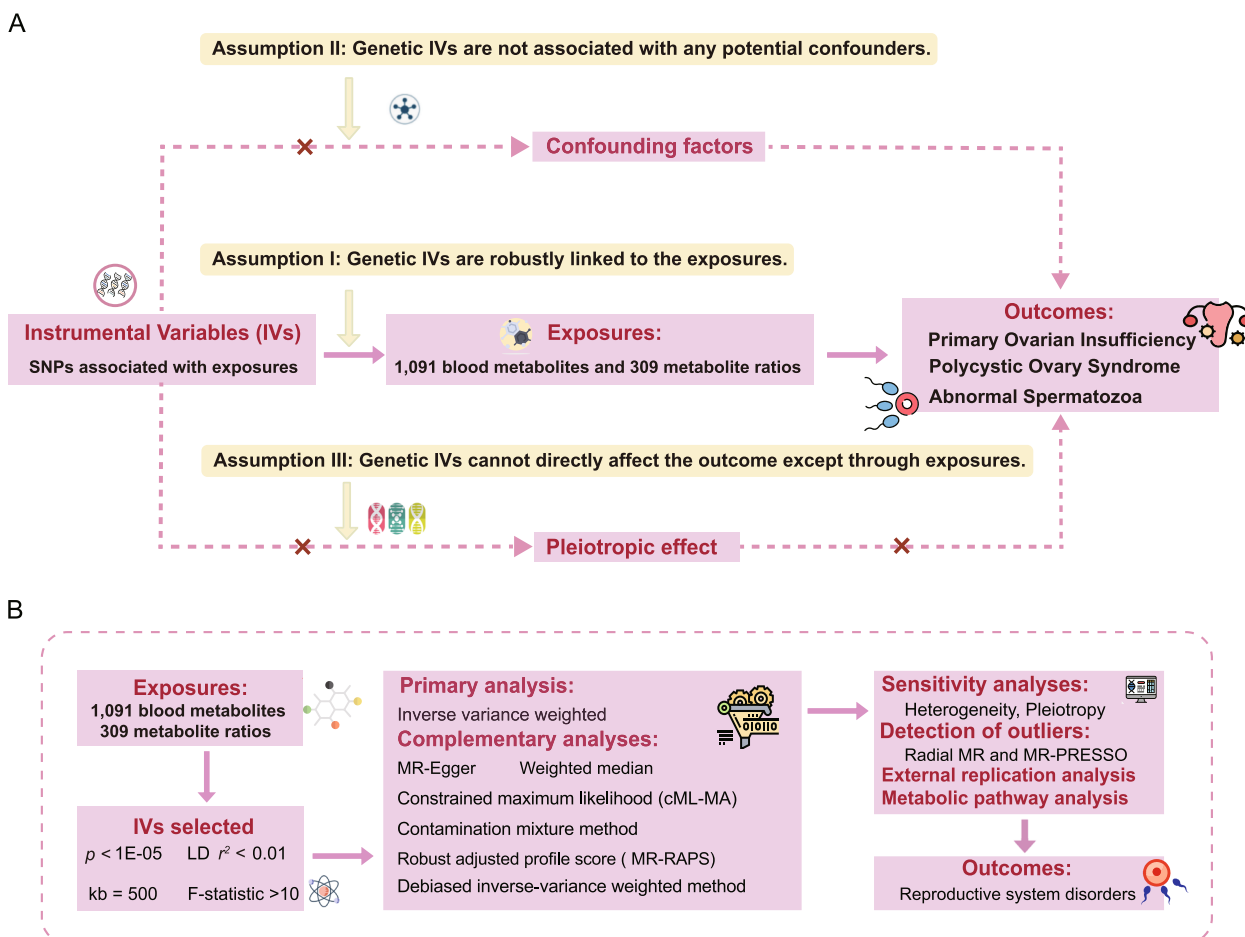 A
Assumption II: Genetic IVs are not associated with any potential confounders.
Confounding factors
Assumption I: Genetic IVs are robustly linked to the exposures.
Instrumental Variables (IVs)
SNPs associated with exposures
Exposures:
1,091 blood metabolites and 309 metabolite ratios
Outcomes:
Primary Ovarian Insufficiency
Polycystic Ovary Syndrome
Abnormal Spermatozoa
Assumption III: Genetic IVs cannot directly affect the outcome except through exposures.
Pleiotropic effect
B
Exposures:
1,091 blood metabolites
309 metabolite ratios
IVs selected
p < 1E-05 LD r² < 0.01
kb = 500 F-statistic >10
Primary analysis:
Inverse variance weighted
Complementary analyses:
MR-Egger Weighted median
Constrained maximum likelihood (cML-MA)
Contamination mixture method
Robust adjusted profile score ( MR-RAPS)
Debiased inverse-variance weighted method
010110
Sensitivity analyses:
Heterogeneity, Pleiotropy
Detection of outliers:
Radial MR and MR-PRESSO
External replication analysis
Metabolic pathway analysis
Outcomes:
Reproductive system disorders